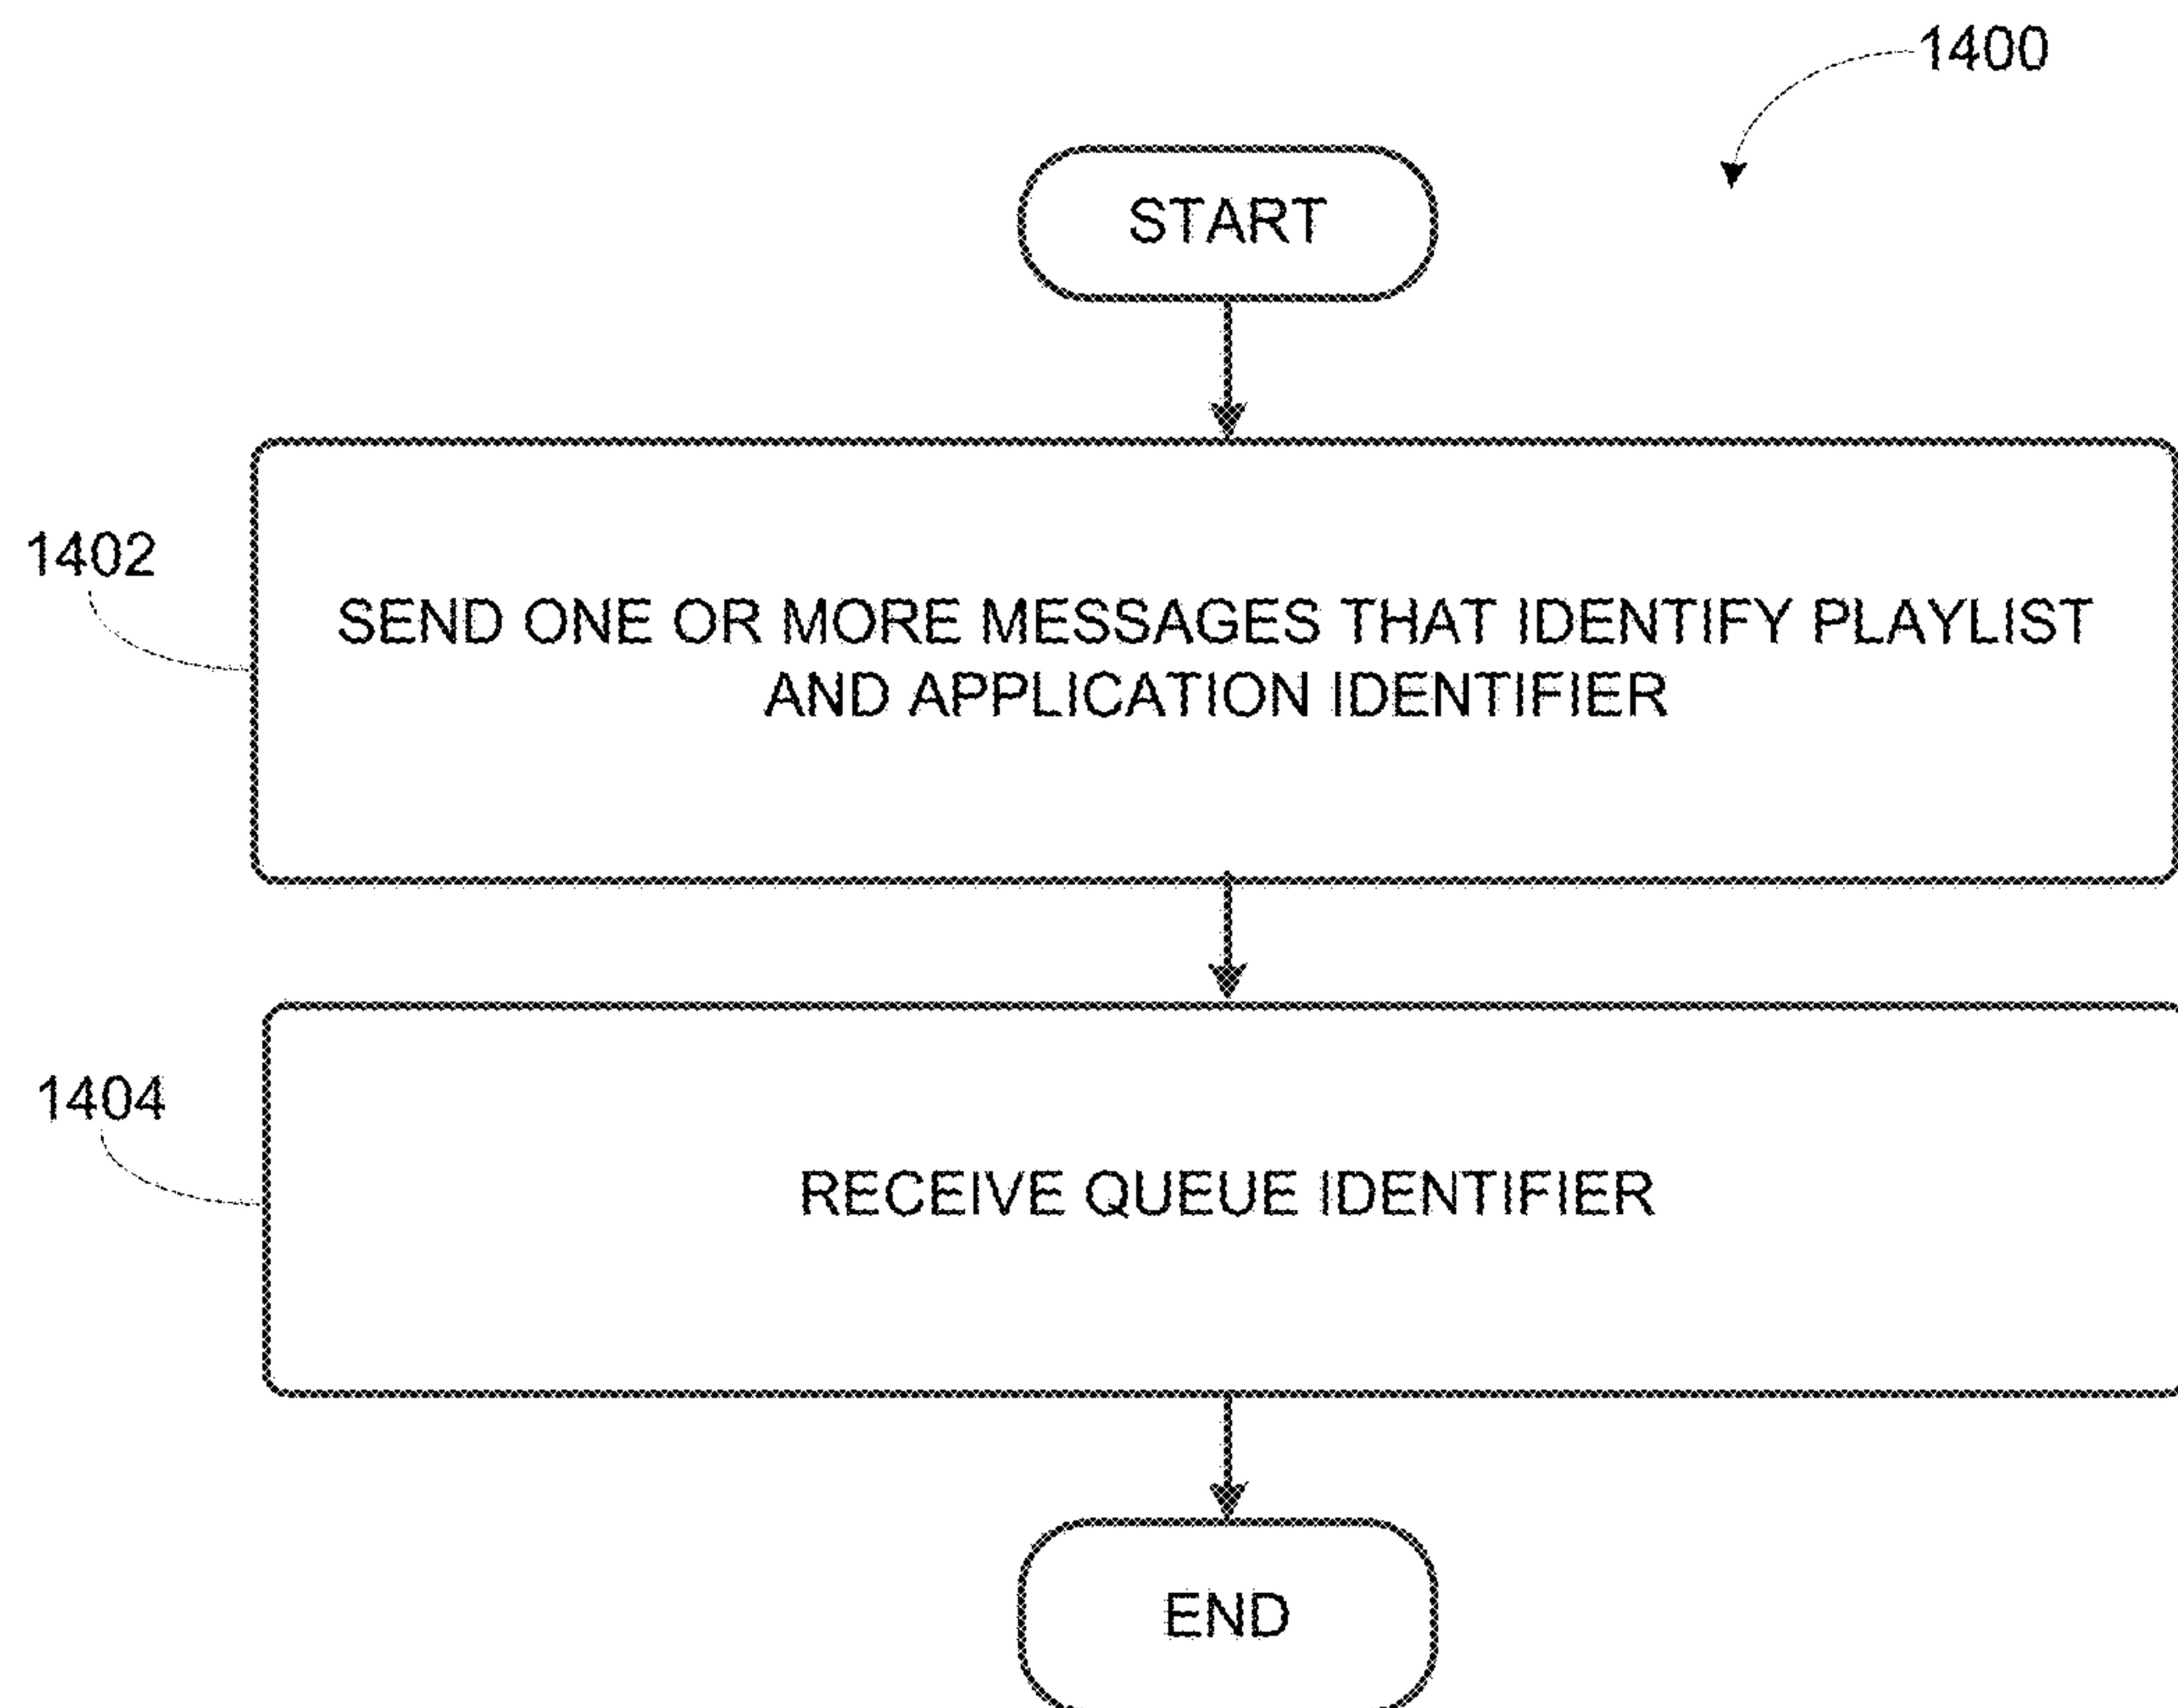 1400
START
1402
SEND ONE OR MORE MESSAGES THAT IDENTIFY PLAYLIST
AND APPLICATION IDENTIFIER
1404
RECEIVE QUEUE IDENTIFIER
END